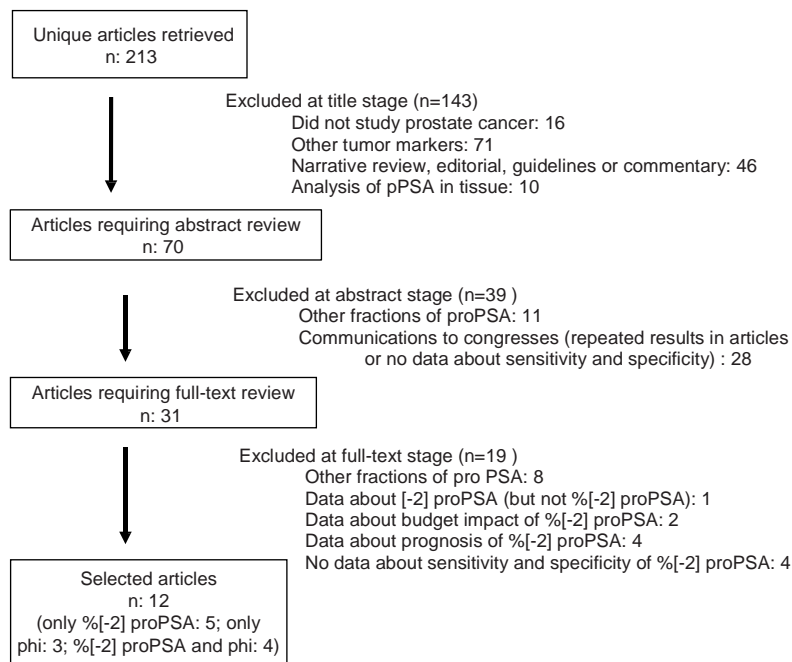 Unique articles retrieved
n: 213
Excluded at title stage (n=143)
Did not study prostate cancer: 16
Other tumor markers: 71
Narrative review, editorial, guidelines or commentary: 46
Analysis of pPSA in tissue: 10
Articles requiring abstract review
n: 70
Excluded at abstract stage (n=39 )
Other fractions of proPSA: 11
Communications to congresses (repeated results in articles
or no data about sensitivity and specificity) : 28
Articles requiring full-text review
n: 31
Excluded at full-text stage (n=19 )
Other fractions of pro PSA: 8
Data about [-2] proPSA (but not %[-2] proPSA): 1
Data about budget impact of %[-2] proPSA: 2
Data about prognosis of %[-2] proPSA: 4
No data about sensitivity and specificity of %[-2] proPSA: 4
Selected articles
n: 12
(only %[-2] proPSA: 5; only
phi: 3; %[-2] proPSA and phi: 4)